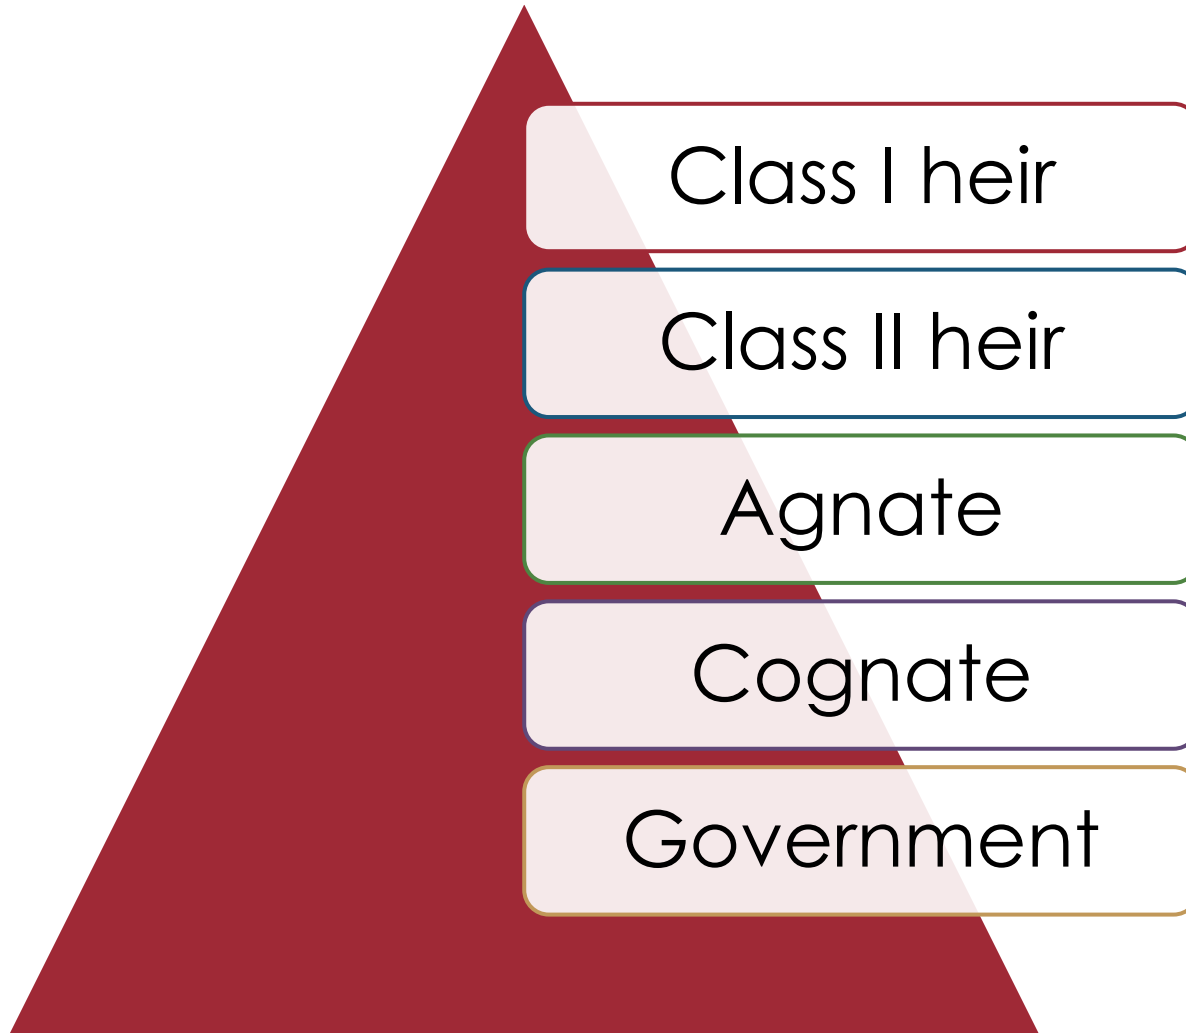 Class I heir
Class II heir
Agnate
Cognate
Government